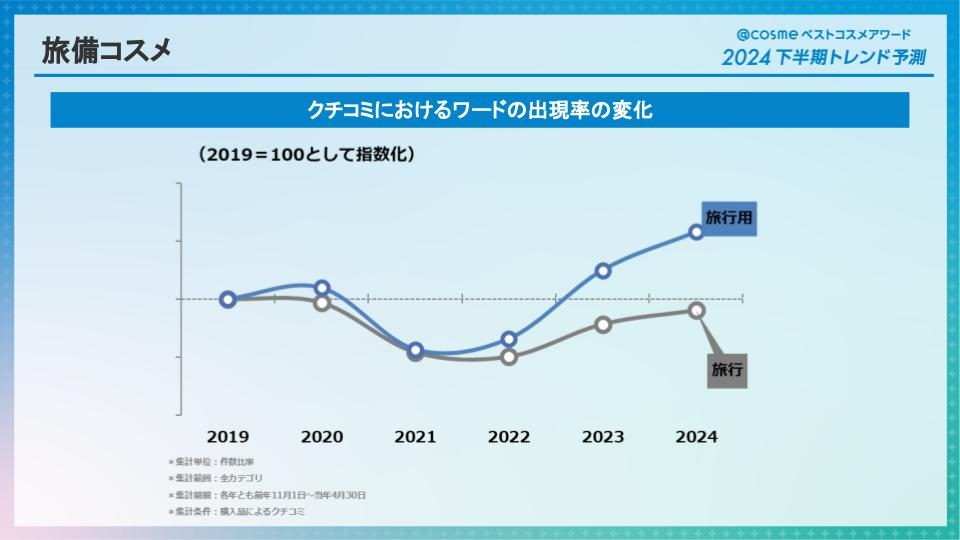 旅備コスメ
@cosme ベストコスメアワード
2024 下半期トレンド予測
クチコミにおけるワードの出現率の変化
（2019＝100として指数化）
旅行用
旅行
2019 2020 2021 2022 2023 2024
＊集計単位：件数比率
＊集計範囲：全カテゴリ
＊集計期間：各年とも前年11月1日～当年4月30日
＊集計条件：購入品によるクチコミ